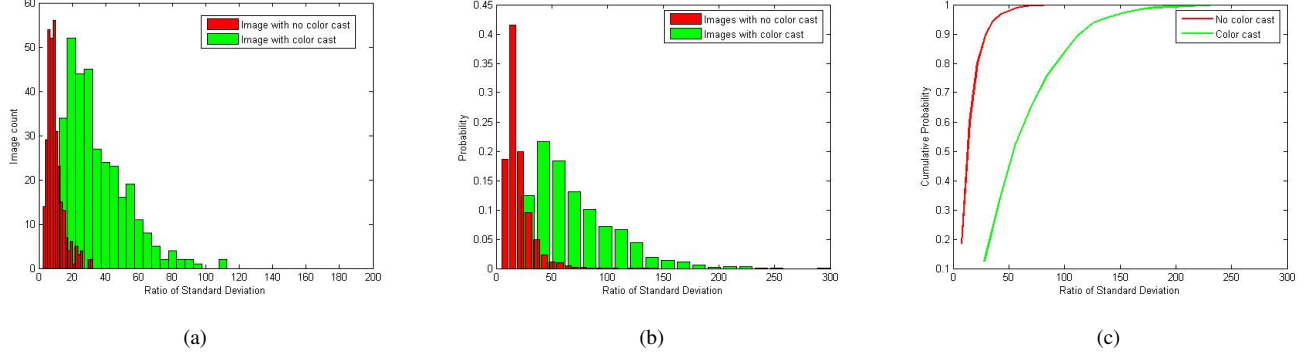 60
50
40
30
20
10
0
Image count
0 20 40 60 80 100 120 140 160 180 200
Ratio of Standard Deviation
Image with no color cast
Image with color cast
(a)
0.45
0.4
0.35
0.3
0.25
0.2
0.15
0.1
0.05
0
Probability
0 50 100 150 200 250 300
Ratio of Standard Deviation
Images with no color cast
Images with color cast
(b)
1
0.9
0.8
0.7
0.6
0.5
0.4
0.3
0.2
0.1
Cumulative Probability
0 50 100 150 200 250 300
Ratio of Standard Deviation
No color cast
Color cast
(c)